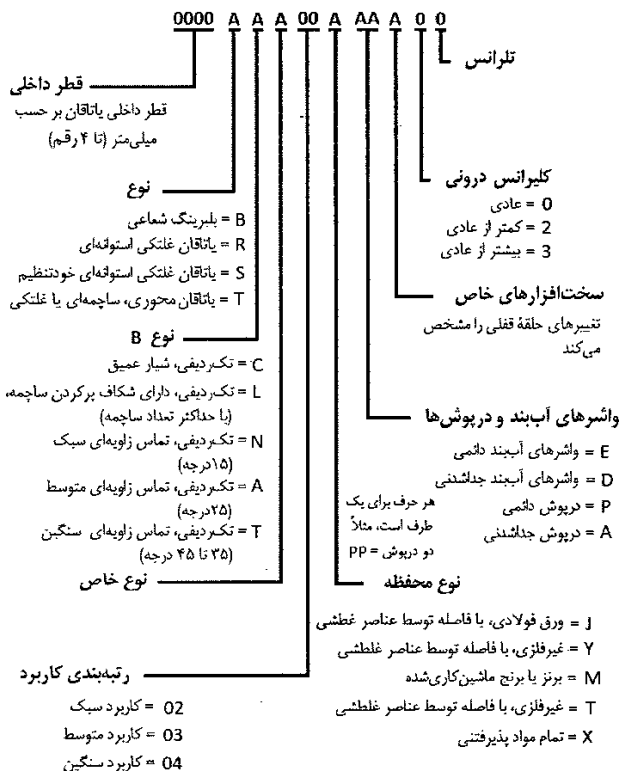 0000 A A A 00 A AA A 0 0
تلرانس
قطر داخلی
قطر داخلی یاتاقان بر حسب
میلی‌متر (تا ۴ رقم)
کلیرانس درونی
0 = عادی
2 = کمتر از عادی
3 = بیشتر از عادی
نوع
B = بلبرینگ شعاعی
R = یاتاقان غلتکی استوانه‌ای
S = یاتاقان غلتکی استوانه‌ای خودتنظیم
T = یاتاقان محوری، ساچمه‌ای یا غلتکی
سخت‌افزارهای خاص
تغییرهای حلقهٔ قفلی را مشخص
می‌کند
نوع B
C = تک‌ردیفی، شیار عمیق
L = تک‌ردیفی، دارای شکاف پرکردن ساچمه،
(با حداکثر تعداد ساچمه)
N = تک‌ردیفی، تماس زاویه‌ای سبک
(۱۵درجه)
A = تک‌ردیفی، تماس زاویه‌ای متوسط
(۲۵درجه)
T = تک‌ردیفی، تماس زاویه‌ای سنگین
(۳۵ تا ۴۵ درجه)
واشرهای آب‌بند و درپوش‌ها
E = واشرهای آب‌بند دائمی
D = واشرهای آب‌بند جداشدنی
P = درپوش دائمی
A = درپوش جداشدنی
هر حرف برای یک
طرف است، مثلاً
دو درپوش = PP
نوع خاص
نوع محفظه
J = ورق فولادی، با فاصله توسط عناصر غطشی
Y = غیرفلزی، با فاصله توسط عناصر غلطشی
M = برنز یا برنج ماشین‌کاری‌شده
T = غیرفلزی، با فاصله توسط عناصر غلطشی
X = تمام مواد پذیرفتنی
رتبه‌بندی کاربرد
02 = کاربرد سبک
03 = کاربرد متوسط
04 = کاربرد سنگین